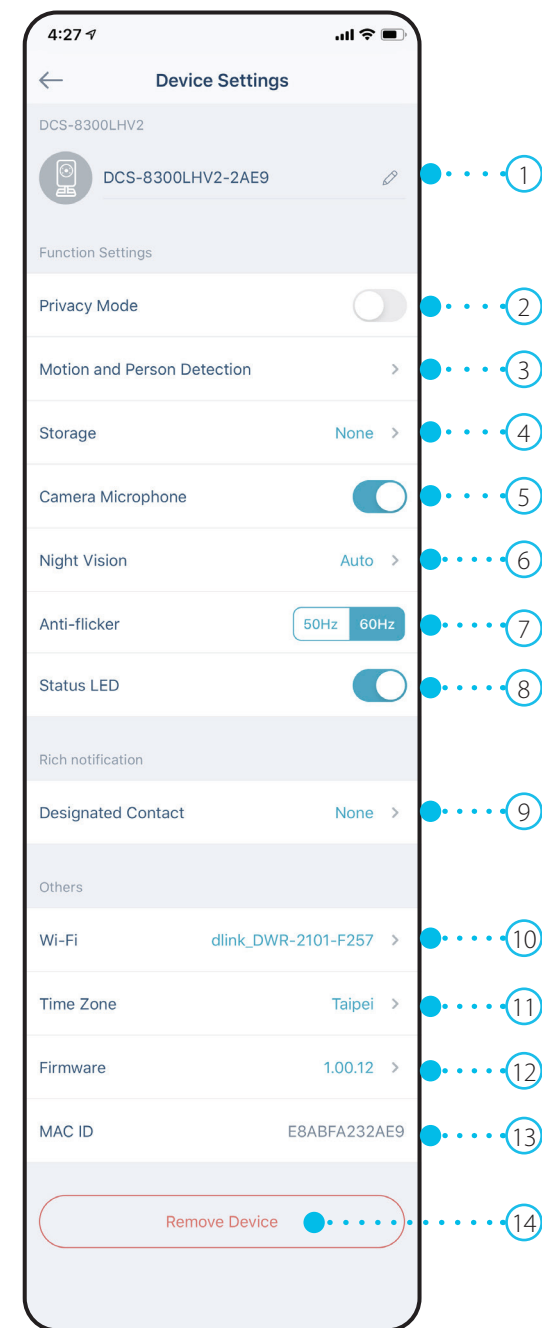 4:27
Device Settings
DCS-8300LHV2
DCS-8300LHV2-2AE9 1
Function Settings
Privacy Mode 2
Motion and Person Detection 3
Storage None 4
Camera Microphone 5
Night Vision Auto 6
Anti-flicker 50Hz 60Hz 7
Status LED 8
Rich notification
Designated Contact None 9
Others
Wi-Fi dlink_DWR-2101-F257 10
Time Zone Taipei 11
Firmware 1.00.12 12
MAC ID E8ABFA232AE9 13
Remove Device 14